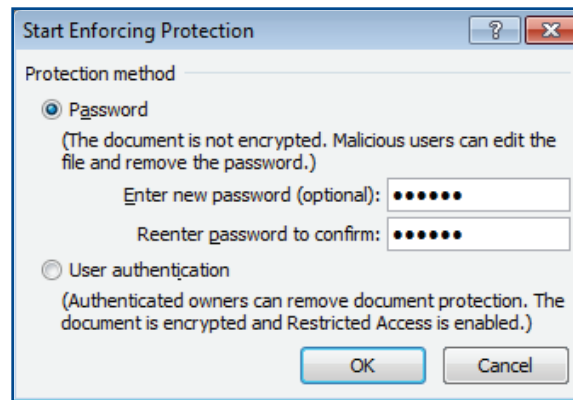 Start Enforcing Protection
Protection method
Password
(The document is not encrypted. Malicious users can edit the
file and remove the password.)
Enter new password (optional): ●●●●●●
Reenter password to confirm: ●●●●●●
User authentication
(Authenticated owners can remove document protection. The
document is encrypted and Restricted Access is enabled.)
OK Cancel